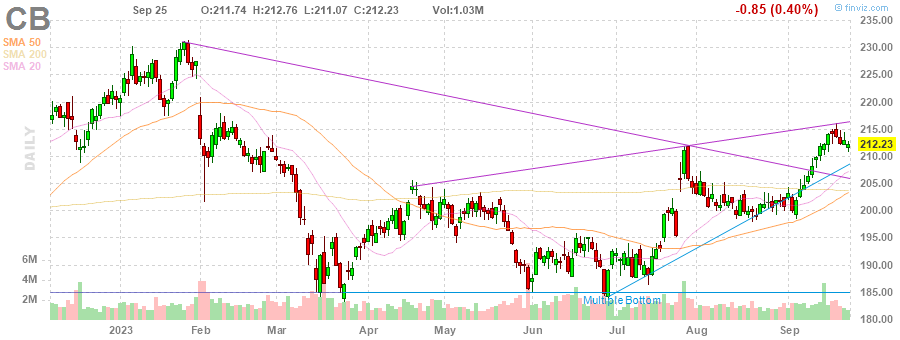 CB
Sep 25 O:211.74 H:212.76 L:211.07 C:212.23 Vol:1.03M -0.85 (0.40%) finviz.com
SMA 50
SMA 200
SMA 20
DAILY
235.00
230.00
225.00
220.00
215.00
212.23
210.00
205.00
200.00
195.00
190.00
185.00
180.00
6M
4M
2M
Multiple Bottom
2023 Feb Mar Apr May Jun Jul Aug Sep